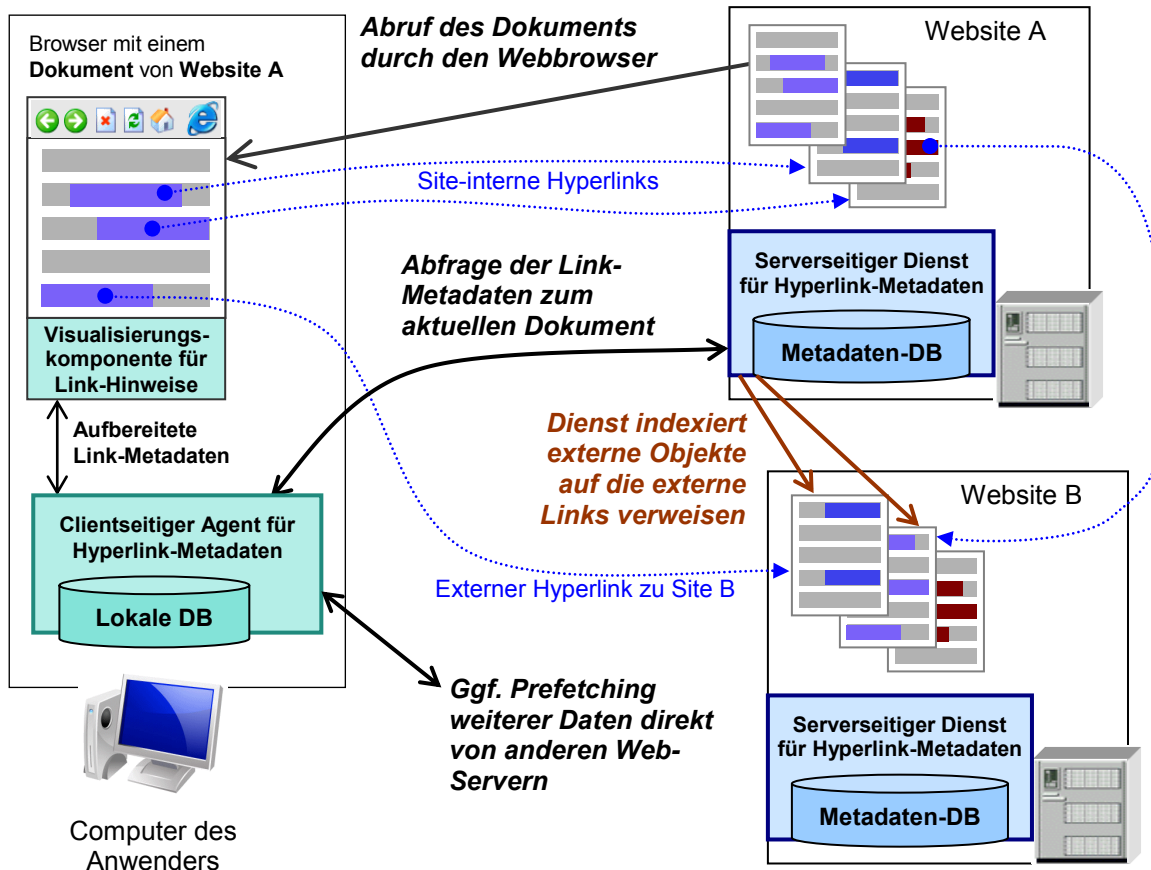 Browser mit einem
Dokument von Website A
Abruf des Dokuments
durch den Webbrowser
Website A
Site-interne Hyperlinks
Visualisierungs-
komponente für
Link-Hinweise
Abfrage der Link-
Metadaten zum
aktuellen Dokument
Serverseitiger Dienst
für Hyperlink-Metadaten
Metadaten-DB
Aufbereitete
Link-Metadaten
Dienst indexiert
externe Objekte
auf die externe
Links verweisen
Clientseitiger Agent für
Hyperlink-Metadaten
Lokale DB
Externer Hyperlink zu Site B
Website B
Ggf. Prefetching
weiterer Daten direkt
von anderen Web-
Servern
Serverseitiger Dienst
für Hyperlink-Metadaten
Metadaten-DB
Computer des
Anwenders